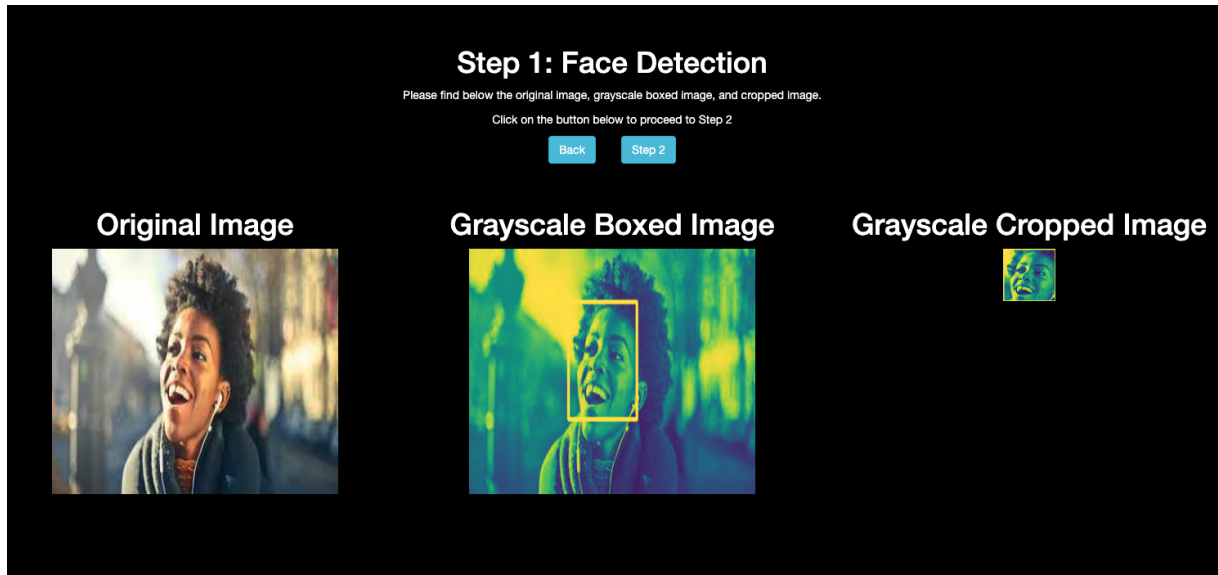 Step 1: Face Detection
Please find below the original image, grayscale boxed image, and cropped image.
Click on the button below to proceed to Step 2
Back
Step 2
Original Image
Grayscale Boxed Image
Grayscale Cropped Image